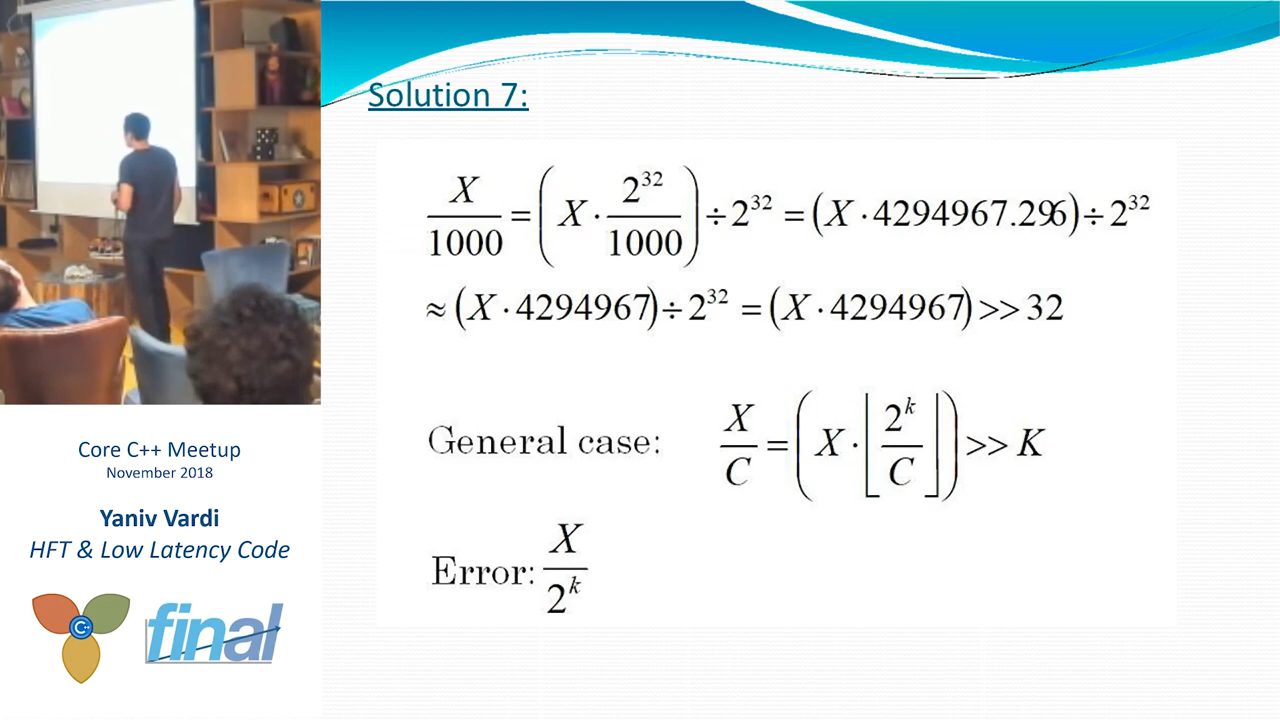 Solution 7:
X/1000 = (X · 2^32/1000) ÷ 2^32 = (X · 4294967.296) ÷ 2^32
≈ (X · 4294967) ÷ 2^32 = (X · 4294967) >> 32
General case: X/C = (X · ⌊2^k/C⌋) >> K
Error: X/2^k
Core C++ Meetup
November 2018
Yaniv Vardi
HFT & Low Latency Code
C++
final